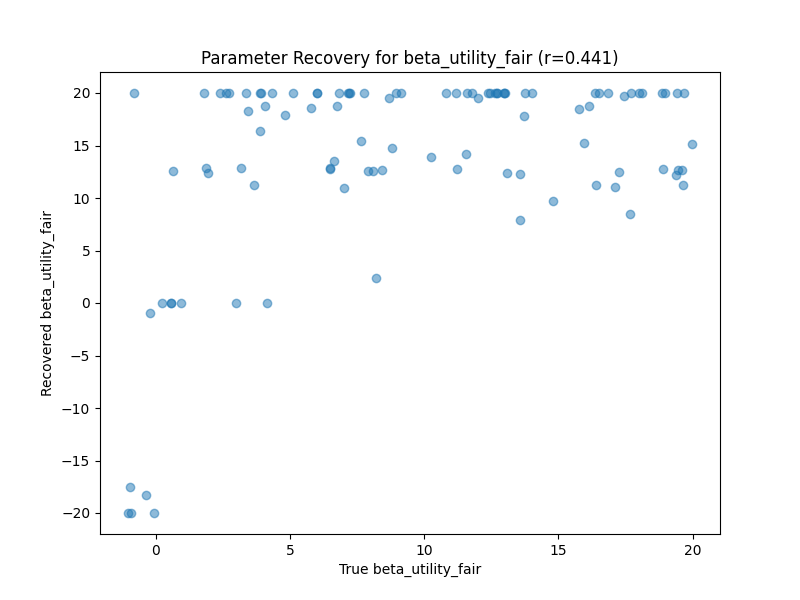 Parameter Recovery for beta_utility_fair (r=0.441)
Recovered beta_utility_fair
20
15
10
5
0
−5
−10
−15
−20
0 5 10 15 20
True beta_utility_fair